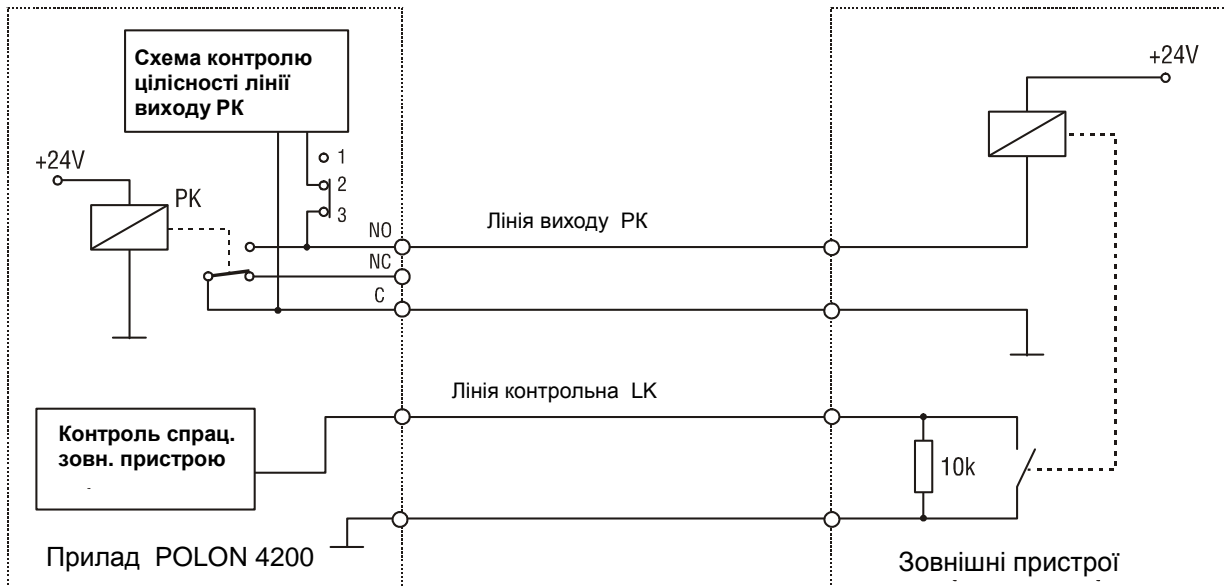 Схема контролю
цілісності лінії
виходу РК
+24V
+24V
1
2
3
PK
NO
NC
C
Лінія виходу РК
Лінія контрольна LK
Контроль спрац.
зовн. пристрою
10k
Прилад POLON 4200
Зовнішні пристрої